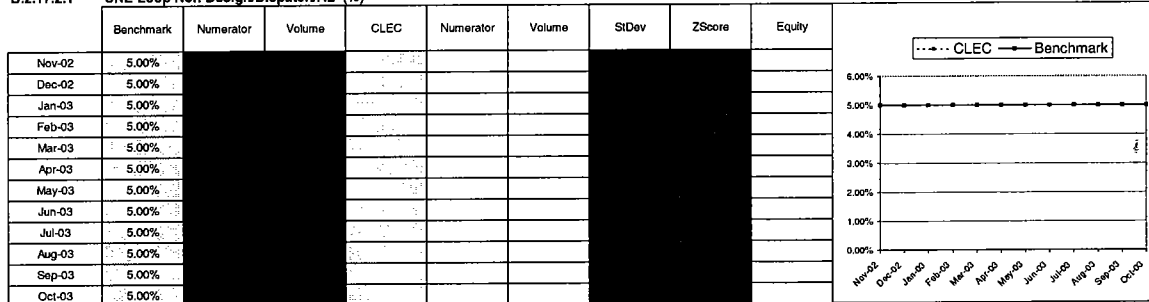 B.2.17.2.1 UNE Loop Non-Design/Dispatch/AL (%)
Benchmark Numerator Volume CLEC Numerator Volume StDev ZScore Equity
Nov-02 5.00%
Dec-02 5.00%
Jan-03 5.00%
Feb-03 5.00%
Mar-03 5.00%
Apr-03 5.00%
May-03 5.00%
Jun-03 5.00%
Jul-03 5.00%
Aug-03 5.00%
Sep-03 5.00%
Oct-03 5.00%
CLEC Benchmark
6.00%
5.00%
4.00%
3.00%
2.00%
1.00%
0.00%
Nov-02 Dec-02 Jan-03 Feb-03 Mar-03 Apr-03 May-03 Jun-03 Jul-03 Aug-03 Sep-03 Oct-03